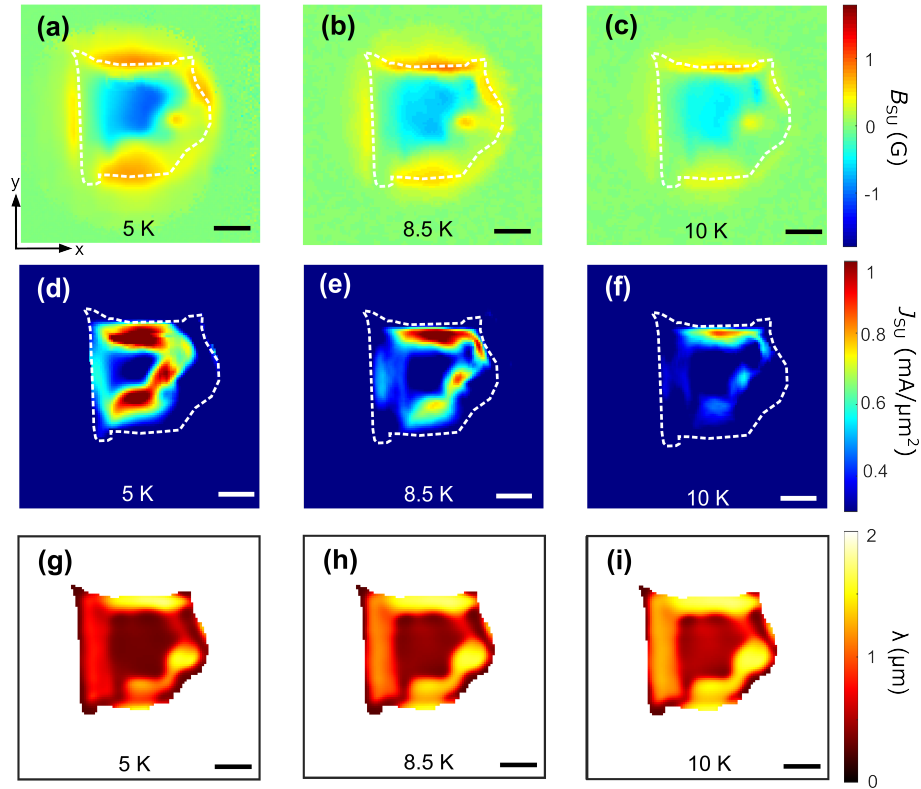 (a) (b) (c)
1
0
-1
B_SU (G)
y
x
5 K 8.5 K 10 K
(d) (e) (f)
1
0.8
0.6
0.4
J_SU (mA/μm²)
5 K 8.5 K 10 K
(g) (h) (i)
2
1
0
λ (μm)
5 K 8.5 K 10 K